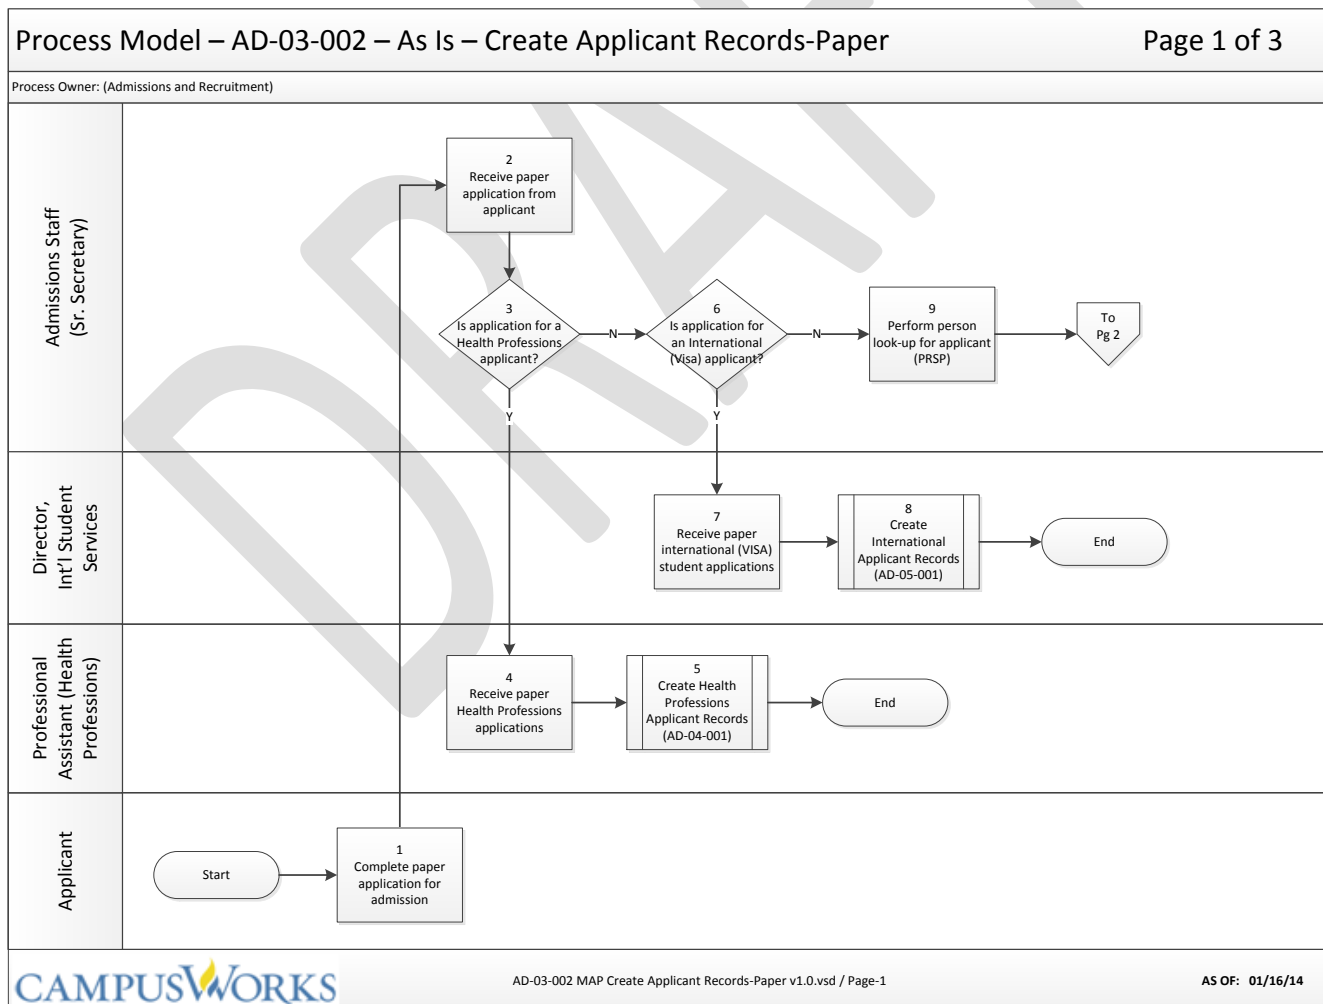 Process Model – AD-03-002 – As Is – Create Applicant Records-Paper
Page 1 of 3
Process Owner: (Admissions and Recruitment)
DRAF
Admissions Staff
(Sr. Secretary)
2
Receive paper
application from
applicant
3
Is application for a
Health Professions
applicant?
N
6
Is application for
an International
(Visa) applicant?
N
9
Perform person
look-up for applicant
(PRSP)
To
Pg 2
Y
Y
Director,
Int'l Student
Services
7
Receive paper
international (VISA)
student applications
8
Create
International
Applicant Records
(AD-05-001)
End
Professional
Assistant (Health
Professions)
4
Receive paper
Health Professions
applications
5
Create Health
Professions
Applicant Records
(AD-04-001)
End
Applicant
Start
1
Complete paper
application for
admission
CAMPUSWORKS
AD-03-002 MAP Create Applicant Records-Paper v1.0.vsd / Page-1
AS OF: 01/16/14